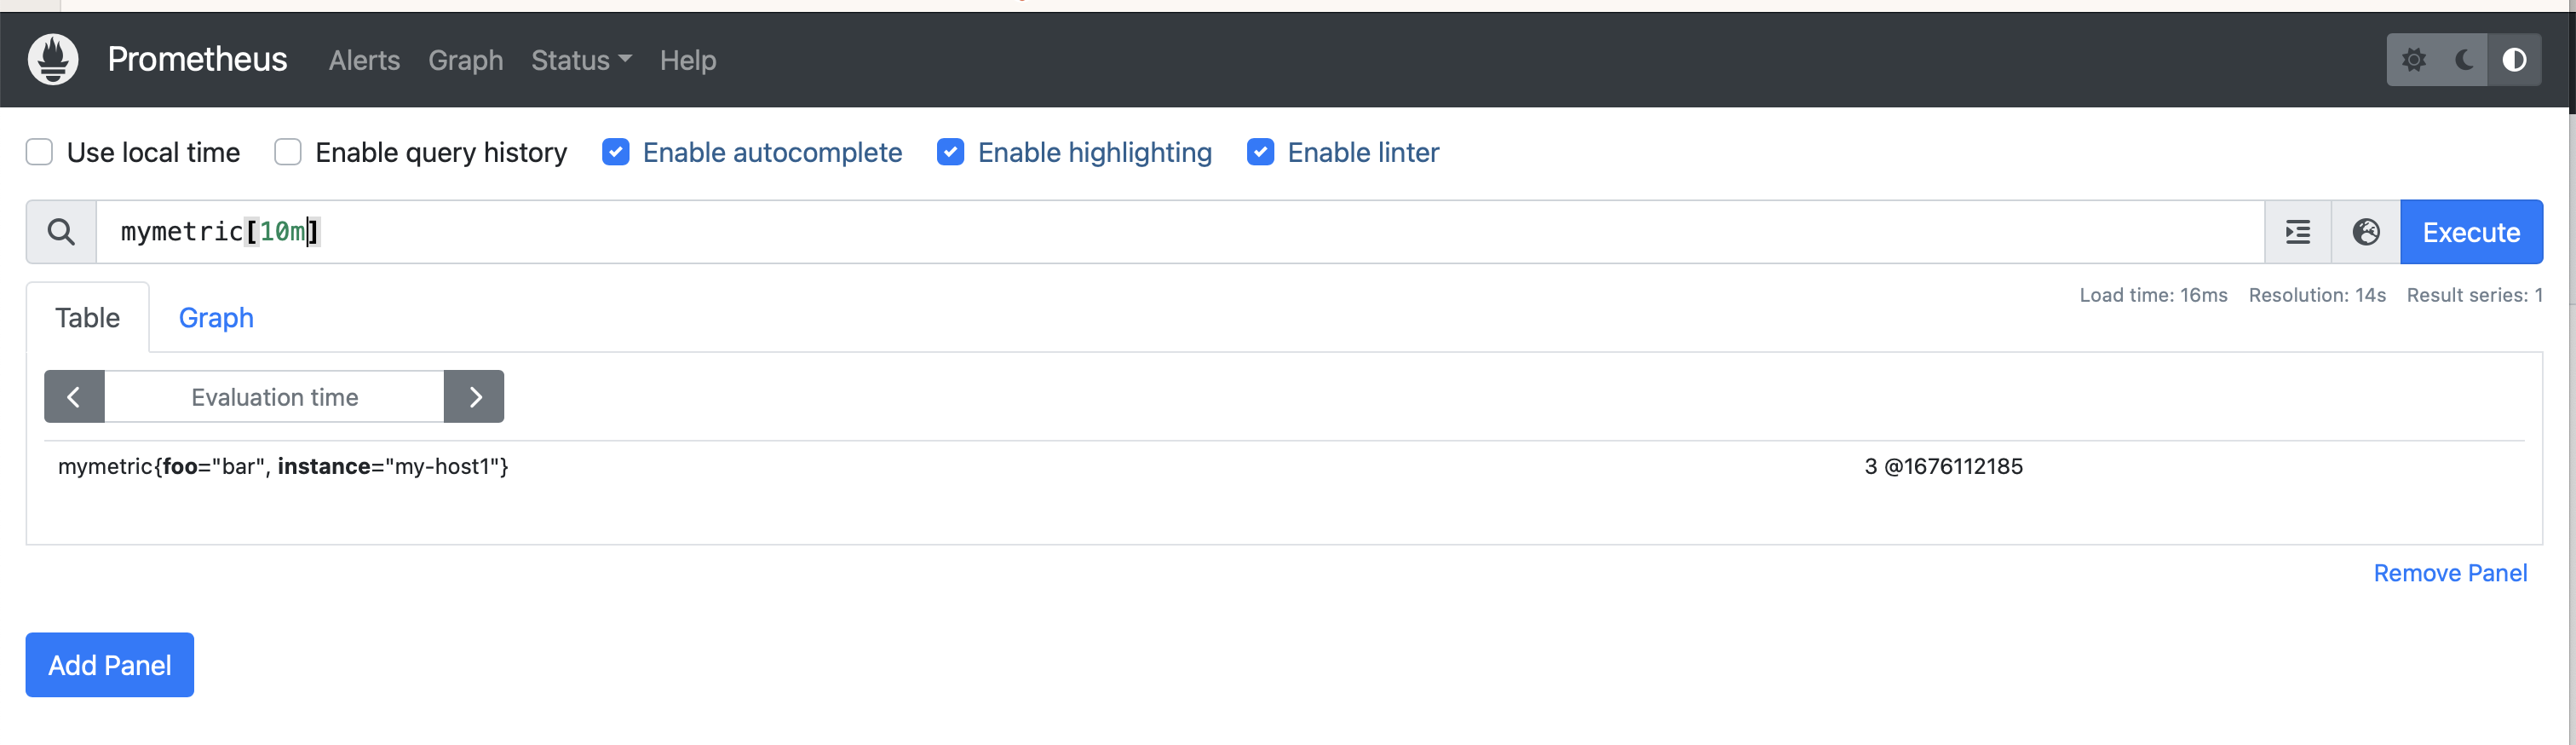 Prometheus Alerts Graph Status Help
Use local time Enable query history Enable autocomplete Enable highlighting Enable linter
mymetric[10m] Execute
Table Graph Load time: 16ms Resolution: 14s Result series: 1
Evaluation time
mymetric{foo="bar", instance="my-host1"} 3 @1676112185
Remove Panel
Add Panel